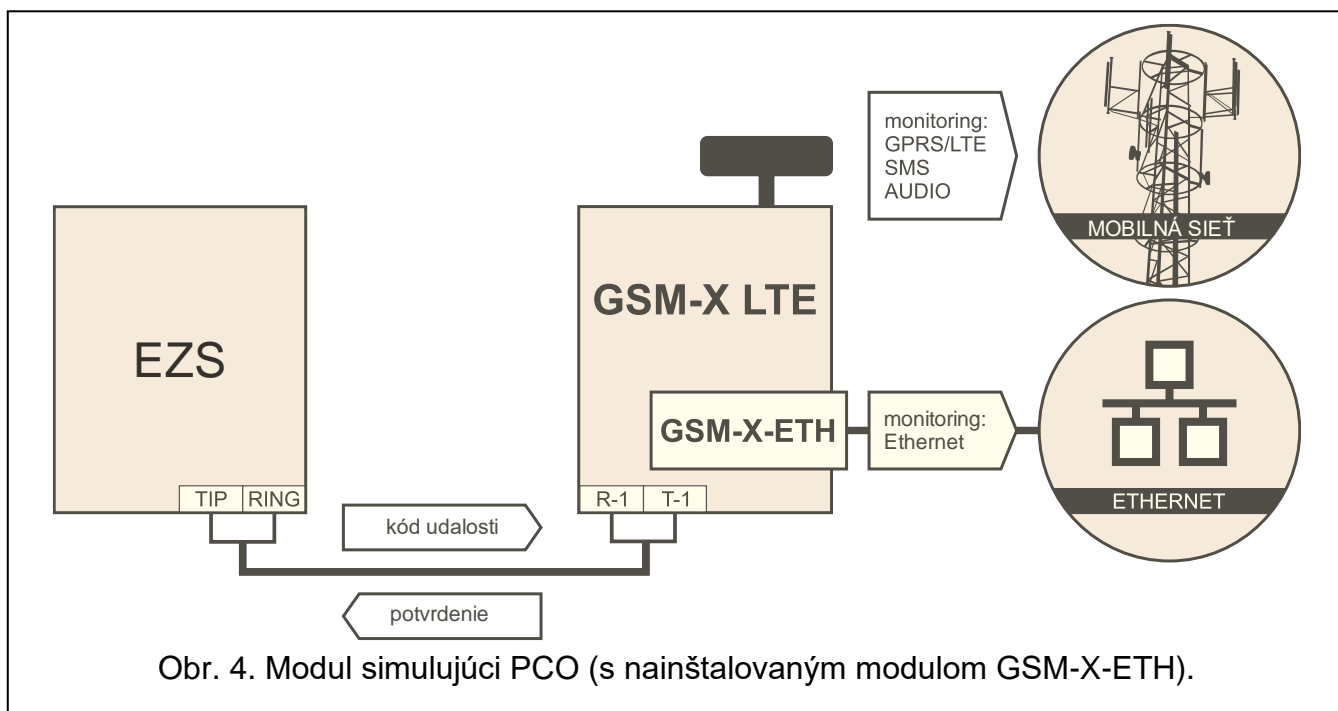 monitoring:
GPRS/LTE
SMS
AUDIO
MOBILNÁ SIEŤ
EZS
GSM-X LTE
GSM-X-ETH
monitoring:
Ethernet
ETHERNET
TIP
RING
R-1
T-1
kód udalosti
potvrdenie
Obr. 4. Modul simulujúci PCO (s nainštalovaným modulom GSM-X-ETH).